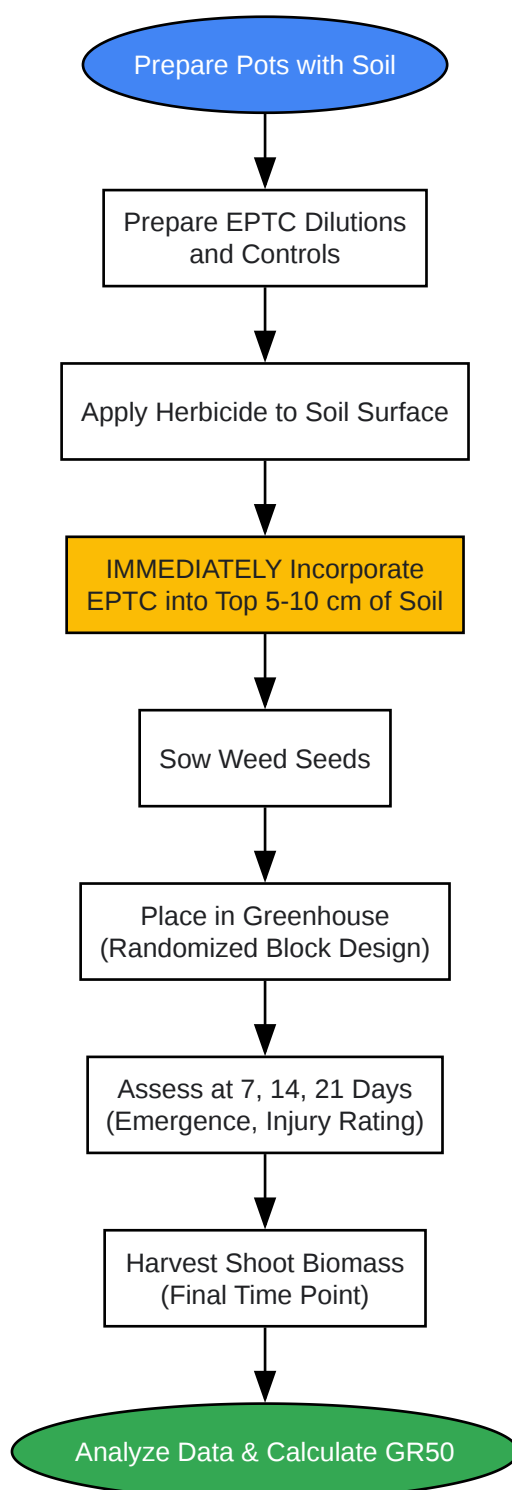 Prepare Pots with Soil
Prepare EPTC Dilutions
and Controls
Apply Herbicide to Soil Surface
IMMEDIATELY Incorporate
EPTC into Top 5-10 cm of Soil
Sow Weed Seeds
Place in Greenhouse
(Randomized Block Design)
Assess at 7, 14, 21 Days
(Emergence, Injury Rating)
Harvest Shoot Biomass
(Final Time Point)
Analyze Data & Calculate GR50